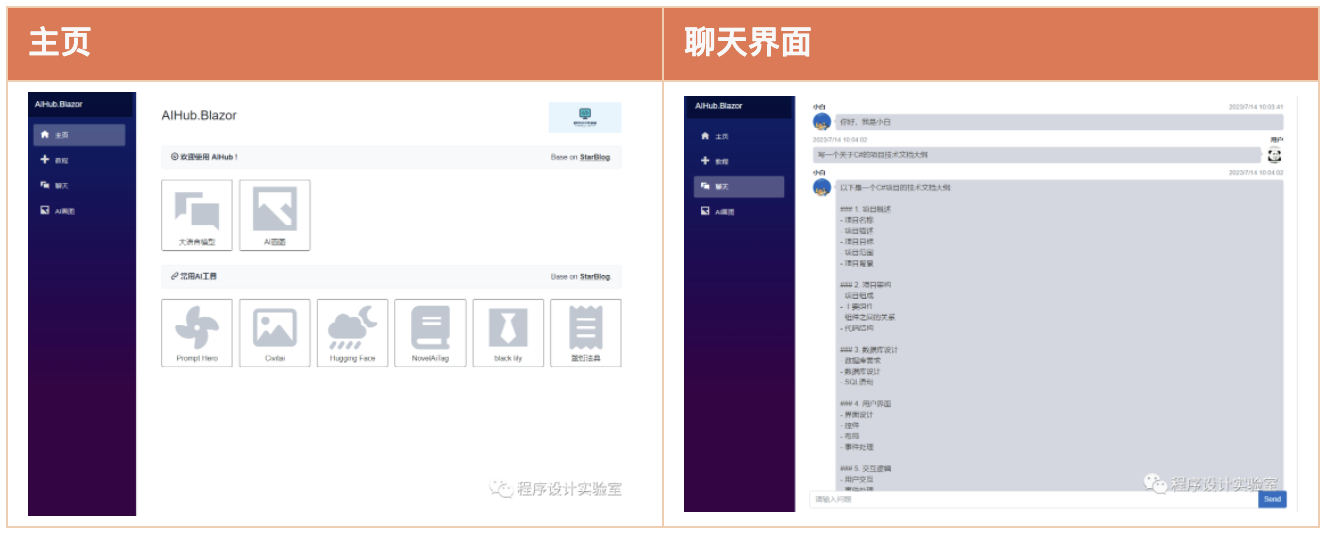 主页
聊天界面
AIHub.Blazor
主页
教程
聊天
AI画图
AIHub.Blazor
欢迎使用 AIHub！
Base on StarBlog.
大语言模型
AI画图
常用AI工具
Base on StarBlog.
Prompt Hero
Civitai
Hugging Face
NovelAiTag
black lily
程序设计实验室
AIHub.Blazor
主页
教程
聊天
AI画图
小白
2023/7/14 10:03:41
你好，我是小白
2023/7/14 10:04:02
用户
写一个关于C#的项目技术文档大纲
小白
2023/7/14 10:04:02
以下是一个C#项目的技术文档大纲
### 1. 项目概述
- 项目名称
- 项目描述
- 项目目标
- 项目范围
- 项目背景
### 2. 项目架构
- 项目组成
- 主要组件
- 组件之间的关系
- 代码结构
### 3. 数据库设计
- 数据库需求
- 数据库设计
- SQL语句
### 4. 用户界面
- 界面设计
- 控件
- 布局
- 事件处理
### 5. 交互逻辑
- 用户交互
程序设计实验室
请输入问题
Send